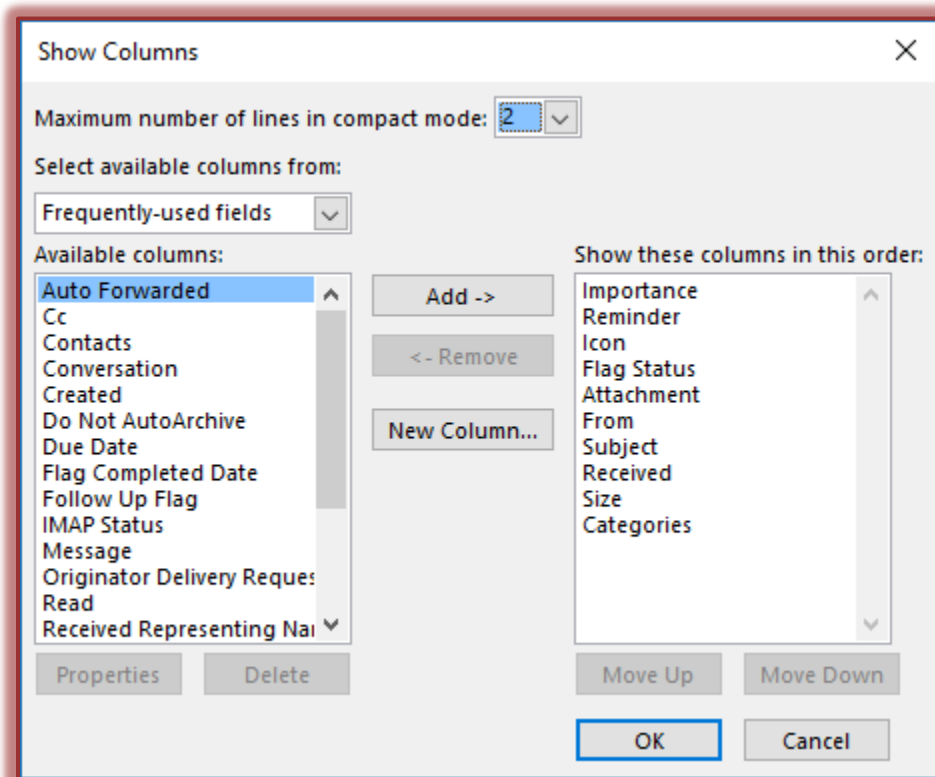 Show Columns
Maximum number of lines in compact mode: 2
Select available columns from:
Frequently-used fields
Available columns:
Auto Forwarded
Cc
Contacts
Conversation
Created
Do Not AutoArchive
Due Date
Flag Completed Date
Follow Up Flag
IMAP Status
Message
Originator Delivery Reques
Read
Received Representing Nar
Add ->
<- Remove
New Column...
Show these columns in this order:
Importance
Reminder
Icon
Flag Status
Attachment
From
Subject
Received
Size
Categories
Properties
Delete
Move Up
Move Down
OK
Cancel